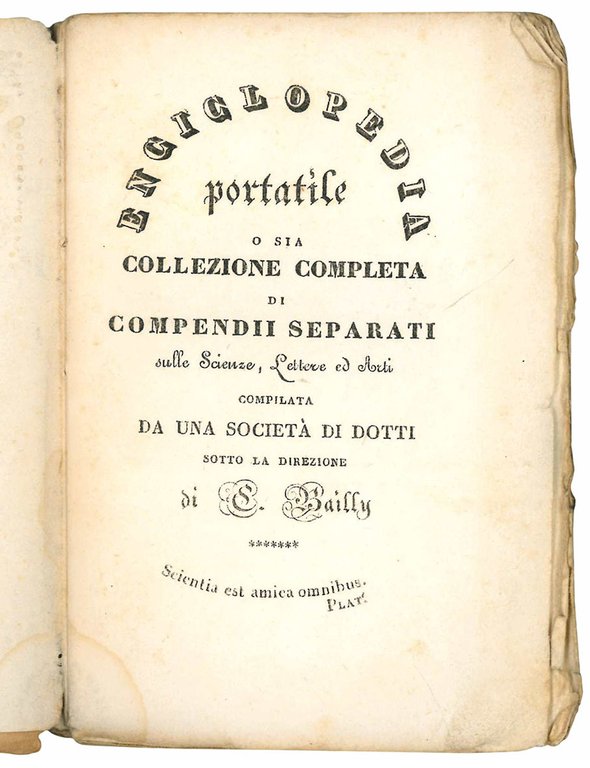 ENCICLOPEDIA
portatile
O SIA
COLLEZIONE COMPLETA
DI
COMPENDII SEPARATI
sulle Scienze, Lettere ed Arti
COMPILATA
DA UNA SOCIETÀ DI DOTTI
SOTTO LA DIREZIONE
di C. Bailly
*******
Scientia est amica omnibus.
PLAT.